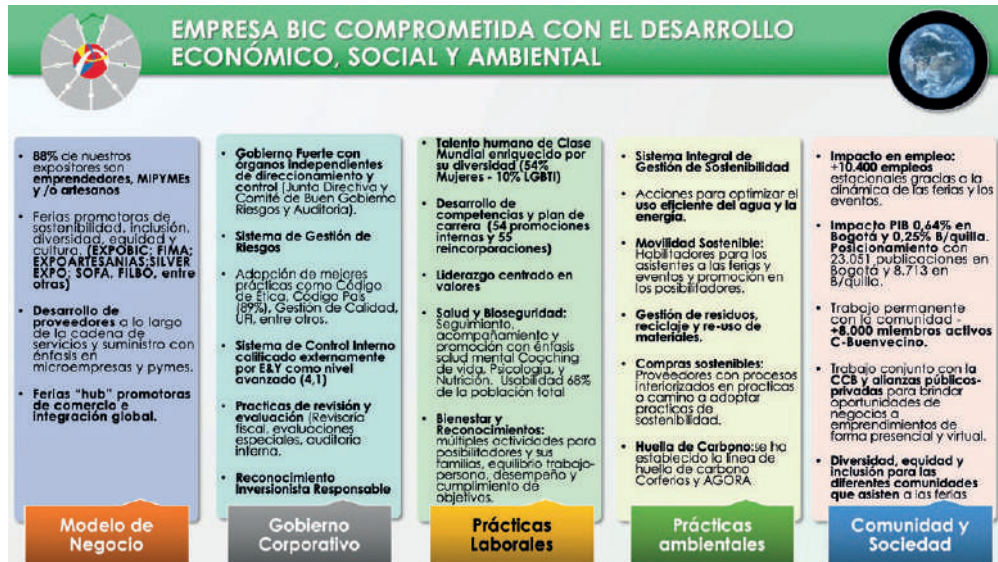 EMPRESA BIC COMPROMETIDA CON EL DESARROLLO
ECONÓMICO, SOCIAL Y AMBIENTAL
• 88% de nuestros
expositores son
emprendedores, MIPYMEs
y /o artesanos
• Ferias promotoras de
sostenibilidad, inclusión,
diversidad, equidad y
cultura. (EXPOBIC; FIMA;
EXPOARTESANIAS;SILVER
EXPO; SOFA, FILBO, entre
otras)
• Desarrollo de
proveedores a lo largo
de la cadena de
servicios y suministro con
énfasis en
microempresas y pymes.
• Ferias "hub" promotoras
de comercio e
integración global.
Modelo de
Negocio
• Gobierno Fuerte con
órganos independientes
de direccionamiento y
control (Junta Directiva y
Comité de Buen Gobierno
Riesgos y Auditoria).
• Sistema de Gestión de
Riesgos
• Adopción de mejores
prácticas como Código
de Ética, Código País
(89%), Gestión de Calidad,
UFI, entre otros.
• Sistema de Control Interno
calificado externamente
por E&Y como nivel
avanzado (4,1)
• Practicas de revisión y
evaluación (Revisoría
fiscal, evaluaciones
especiales, auditoria
interna.
• Reconocimiento
Inversionista Responsable
Gobierno
Corporativo
• Talento humano de Clase
Mundial enriquecido por
su diversidad (54%
Mujeres - 10% LGBTI)
• Desarrollo de
competencias y plan de
carrera (54 promociones
internas y 55
reincorporaciones)
• Liderazgo centrado en
valores
• Salud y Bioseguridad:
Seguimiento,
acompañamiento y
promoción con énfasis
salud mental Coaching
de vida, Psicología, y
Nutrición. Usabilidad 68%
de la población total
• Bienestar y
Reconocimientos:
múltiples actividades para
posibilitadores y sus
familias, equilibrio trabajo-
persona, desempeño y
cumplimiento de
objetivos.
Prácticas
Laborales
• Sistema Integral de
Gestión de Sostenibilidad
• Acciones para optimizar el
uso eficiente del agua y la
energía.
• Movilidad Sostenible:
Habilitadores para los
asistentes a las ferias y
eventos y promoción en
los posibilitadores.
• Gestión de residuos,
reciclaje y re-uso de
materiales.
• Compras sostenibles:
Proveedores con procesos
interiorizados en practicas
o camino a adoptar
practicas de
sostenibilidad.
• Huella de Carbono:se ha
establecido la línea de
huella de carbono
Corferias y AGORA
Prácticas
ambientales
• Impacto en empleo:
+10.400 empleos
estacionales gracias a la
dinámica de las ferias y los
eventos.
• Impacto PIB 0,64% en
Bogotá y 0,25% B/quilla.
Posicionamiento con
23.051 publicaciones en
Bogotá y 8.713 en
B/quilla.
• Trabajo permanente
con la comunidad -
+8.000 miembros activos
C-Buenvecino.
• Trabajo conjunto con la
CCB y alianzas públicos-
privadas para brindar
oportunidades de
negocios a
emprendimientos de
forma presencial y virtual.
• Diversidad, equidad y
inclusión para las
diferentes comunidades
que asisten a las ferias
Comunidad y
Sociedad